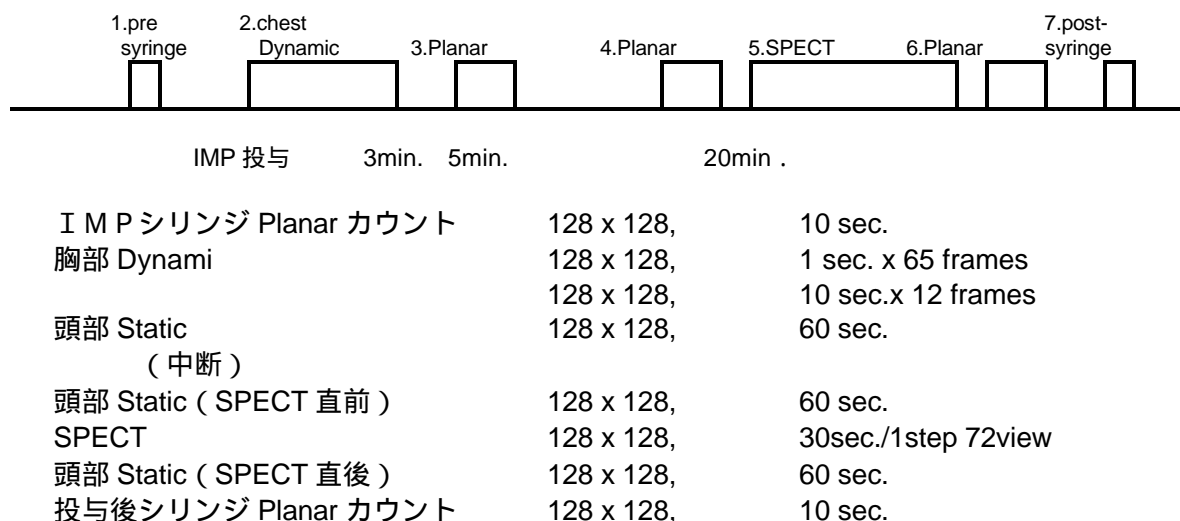 1.pre 2.chest 7.post-
syringe Dynamic 3.Planar 4.Planar 5.SPECT 6.Planar syringe
IMP 投与 3min. 5min. 20min .
ＩＭＰシリンジ Planar カウント 128 x 128, 10 sec.
胸部 Dynami 128 x 128, 1 sec. x 65 frames
128 x 128, 10 sec.x 12 frames
頭部 Static 128 x 128, 60 sec.
( 中断 )
頭部 Static ( SPECT 直前 ) 128 x 128, 60 sec.
SPECT 128 x 128, 30sec./1step 72view
頭部 Static ( SPECT 直後 ) 128 x 128, 60 sec.
投与後シリンジ Planar カウント 128 x 128, 10 sec.